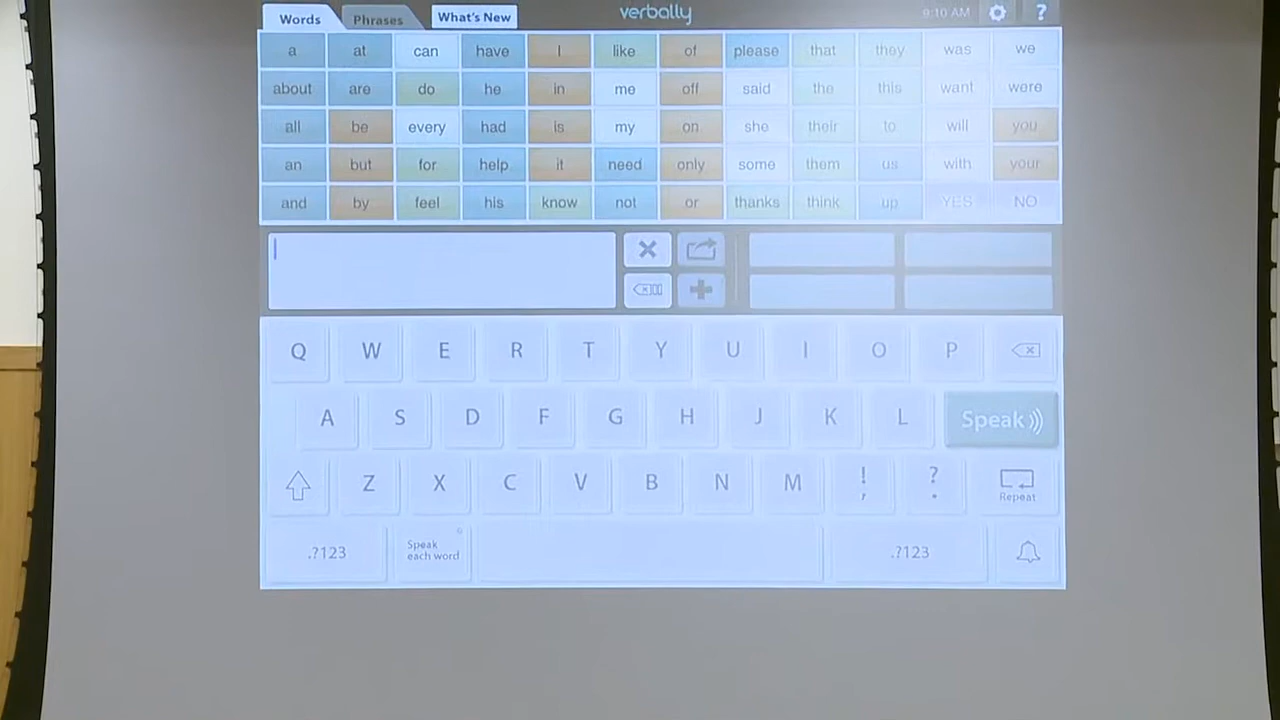 Words Phrases What's New verbally 9:10 AM ?
a at can have I like of please that they was we
about are do he in me off said the this want were
all be every had is my on she their to will you
an but for help it need only some them us with your
and by feel his know not or thanks think up YES NO
Q W E R T Y U I O P
A S D F G H J K L Speak
Z X C V B N M ! , ? . Repeat
.?123 Speak each word .?123